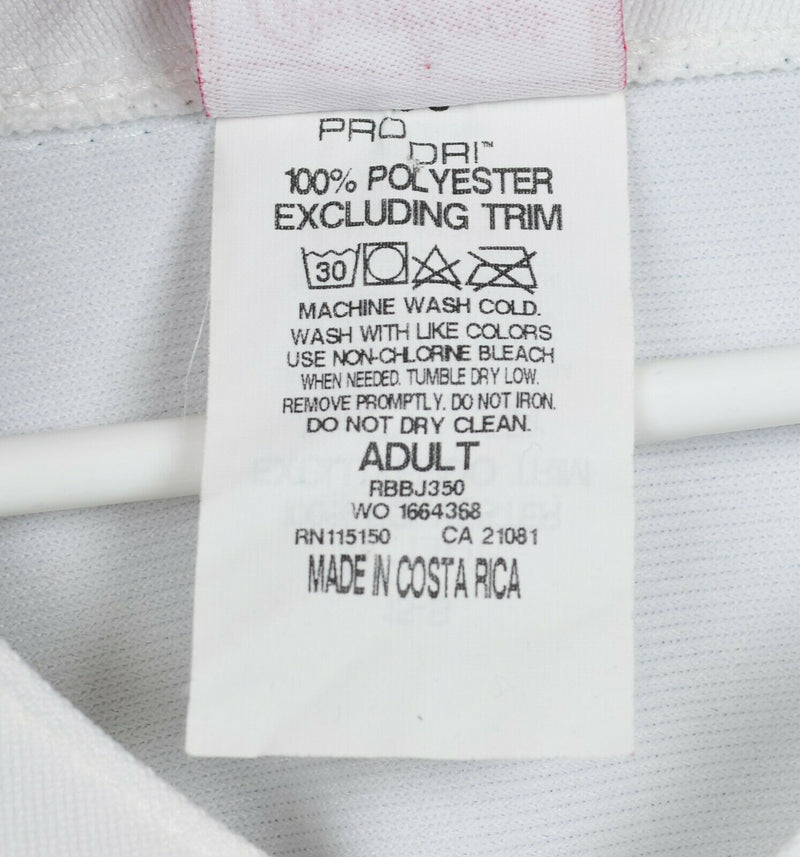 PRO
DRI™
100% POLYESTER
EXCLUDING TRIM
30
MACHINE WASH COLD.
WASH WITH LIKE COLORS
USE NON-CHLORINE BLEACH
WHEN NEEDED. TUMBLE DRY LOW.
REMOVE PROMPTLY. DO NOT IRON.
DO NOT DRY CLEAN.
ADULT
RBBJ350
WO 1664368
RN115150 CA 21081
MADE IN COSTA RICA